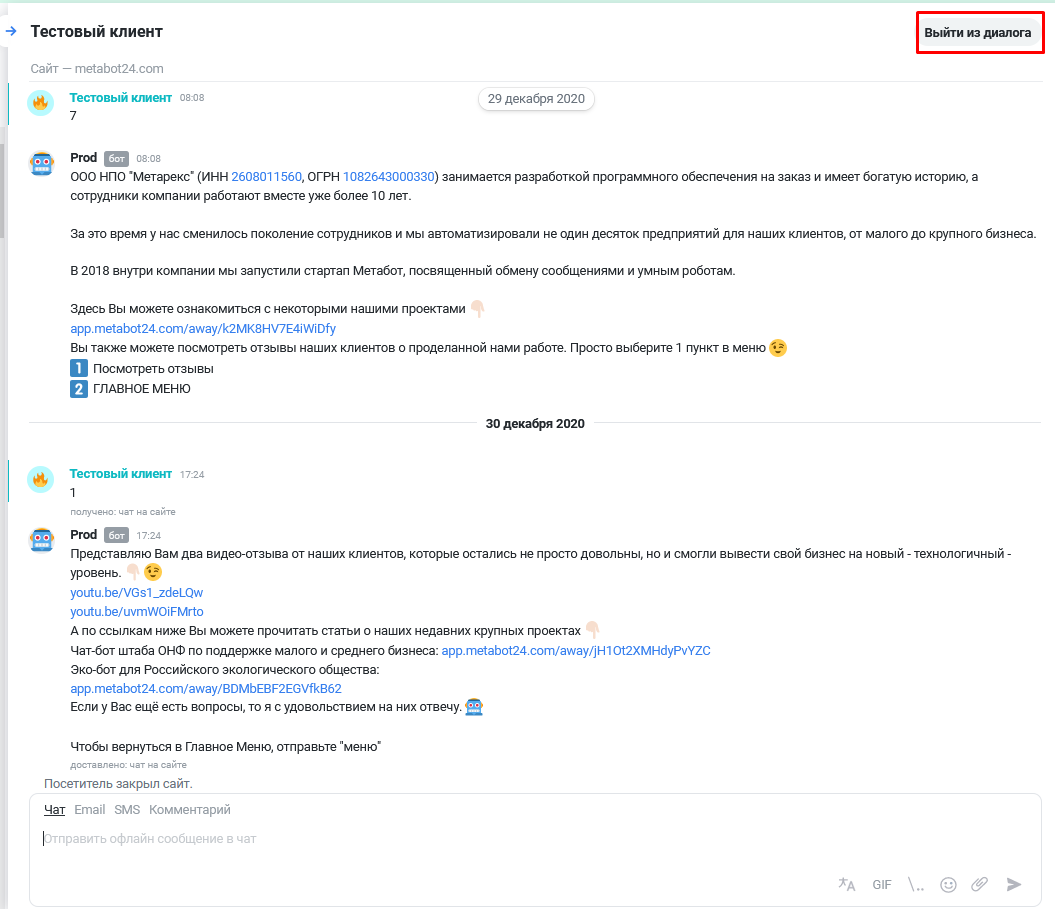 Тестовый клиент
Выйти из диалога
Сайт — metabot24.com
Тестовый клиент 08:08
29 декабря 2020
7
Prod бот 08:08
ООО НПО "Метарекс" (ИНН 2608011560, ОГРН 1082643000330) занимается разработкой программного обеспечения на заказ и имеет богатую историю, а
сотрудники компании работают вместе уже более 10 лет.
За это время у нас сменилось поколение сотрудников и мы автоматизировали не один десяток предприятий для наших клиентов, от малого до крупного бизнеса.
В 2018 внутри компании мы запустили стартап Метабот, посвященный обмену сообщениями и умным роботам.
Здесь Вы можете ознакомиться с некоторыми нашими проектами 👇🏻
app.metabot24.com/away/k2MK8HV7E4iWiDfy
Вы также можете посмотреть отзывы наших клиентов о проделанной нами работе. Просто выберите 1 пункт в меню 😉
1 Посмотреть отзывы
2 ГЛАВНОЕ МЕНЮ
30 декабря 2020
Тестовый клиент 17:24
1
получено: чат на сайте
Prod бот 17:24
Представляю Вам два видео-отзыва от наших клиентов, которые остались не просто довольны, но и смогли вывести свой бизнес на новый - технологичный -
уровень. 👇🏻 😉
youtu.be/VGs1_zdeLQw
youtu.be/uvmWOiFMrto
А по ссылкам ниже Вы можете прочитать статьи о наших недавних крупных проектах 👇🏻
Чат-бот штаба ОНФ по поддержке малого и среднего бизнеса: app.metabot24.com/away/jH1Ot2XMHdyPvYZC
Эко-бот для Российского экологического общества:
app.metabot24.com/away/BDMbEBF2EGVfkB62
Если у Вас ещё есть вопросы, то я с удовольствием на них отвечу. 🤖
Чтобы вернуться в Главное Меню, отправьте "меню"
доставлено: чат на сайте
Посетитель закрыл сайт.
Чат Email SMS Комментарий
Отправить офлайн сообщение в чат
GIF \..